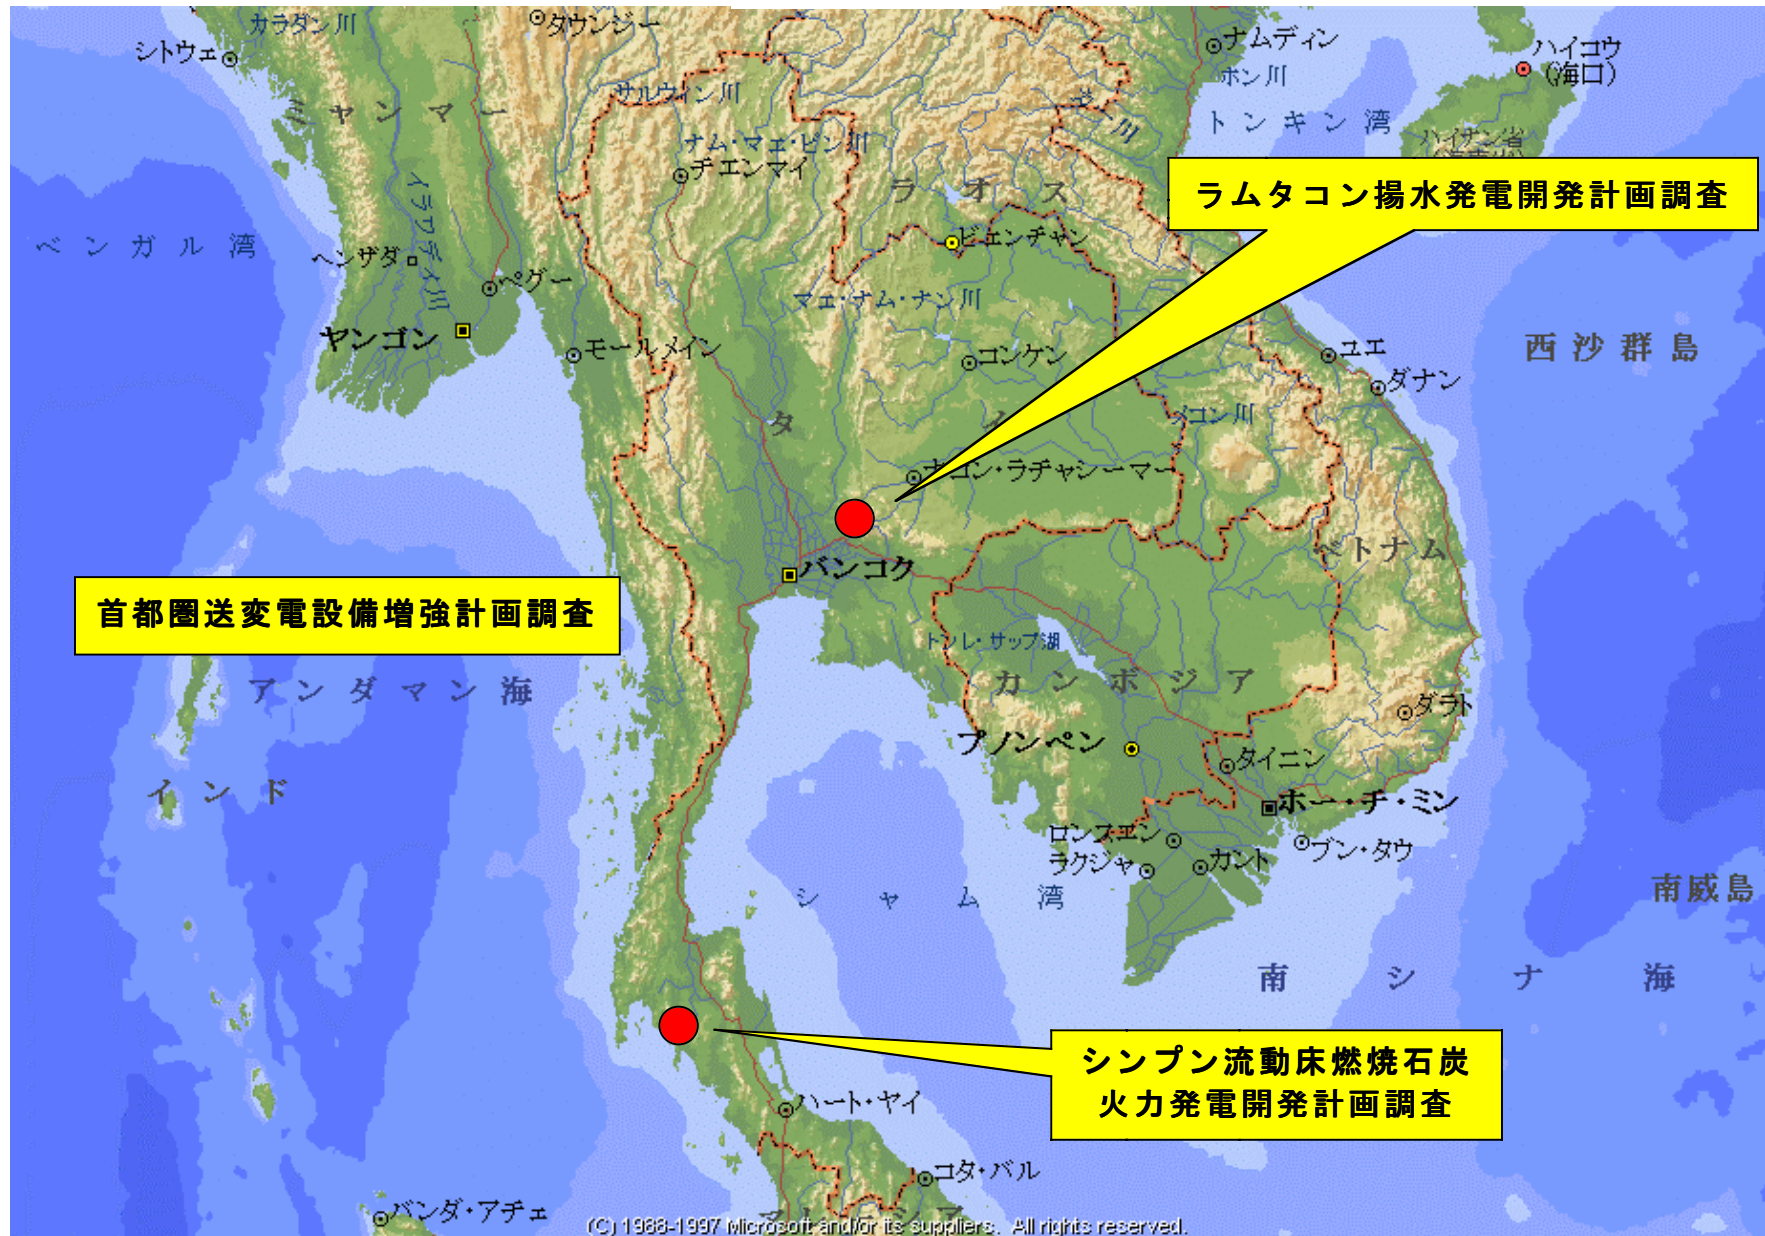 カラダン川
タウンジー
シトウェ
ナムディン
ハイコウ
(海口)
ホン川
サルウィン川
ミャンマー
トンキン湾
ナム・マエ・ピン川
チエンマイ
ラオス
ラムタコン揚水発電開発計画調査
イラワディ川
ベンガル湾
ビエンチャン
ヘンザダ
ペグー
マエ・ナム・ナン川
ヤンゴン
モールメイン
コンケン
ユエ
西沙群島
ダナン
タイ
メコン川
ナコン・ラチャシーマー
ベトナム
バンコク
首都圏送変電設備増強計画調査
トンレ・サップ湖
アンダマン海
カンボジア
ダラト
プノンペン
タイニン
インド
ホー・チ・ミン
ロンスエン
ブン・タウ
ラクジャ
カント
シャム湾
南威島
南シナ海
シンプン流動床燃焼石炭
火力発電開発計画調査
ハート・ヤイ
コタ・バル
バンダ・アチェ
(C) 1988-1997 Microsoft and/or its suppliers. All rights reserved.